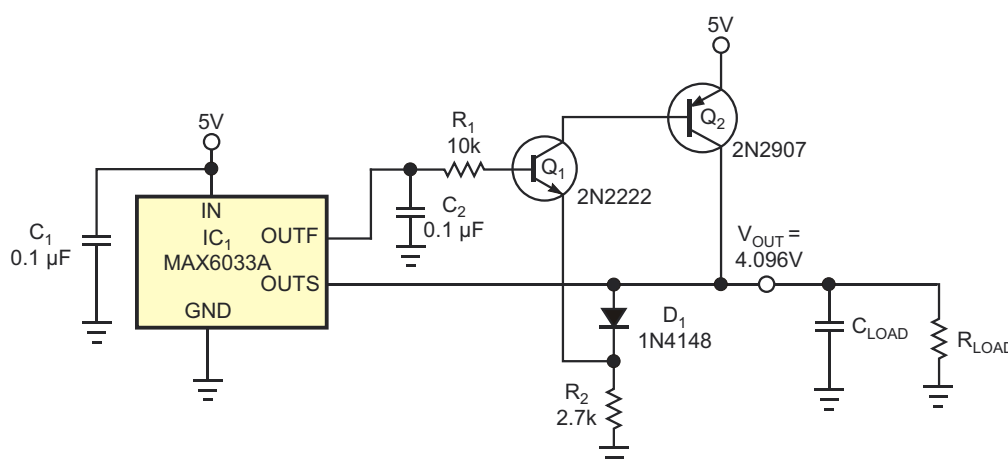 5V
R1
10k
Q1
2N2222
5V
Q2
2N2907
C1
0.1 µF
IN
IC1
MAX6033A
OUTF
OUTS
GND
C2
0.1 µF
VOUT =
4.096V
D1
1N4148
R2
2.7k
CLOAD
RLOAD